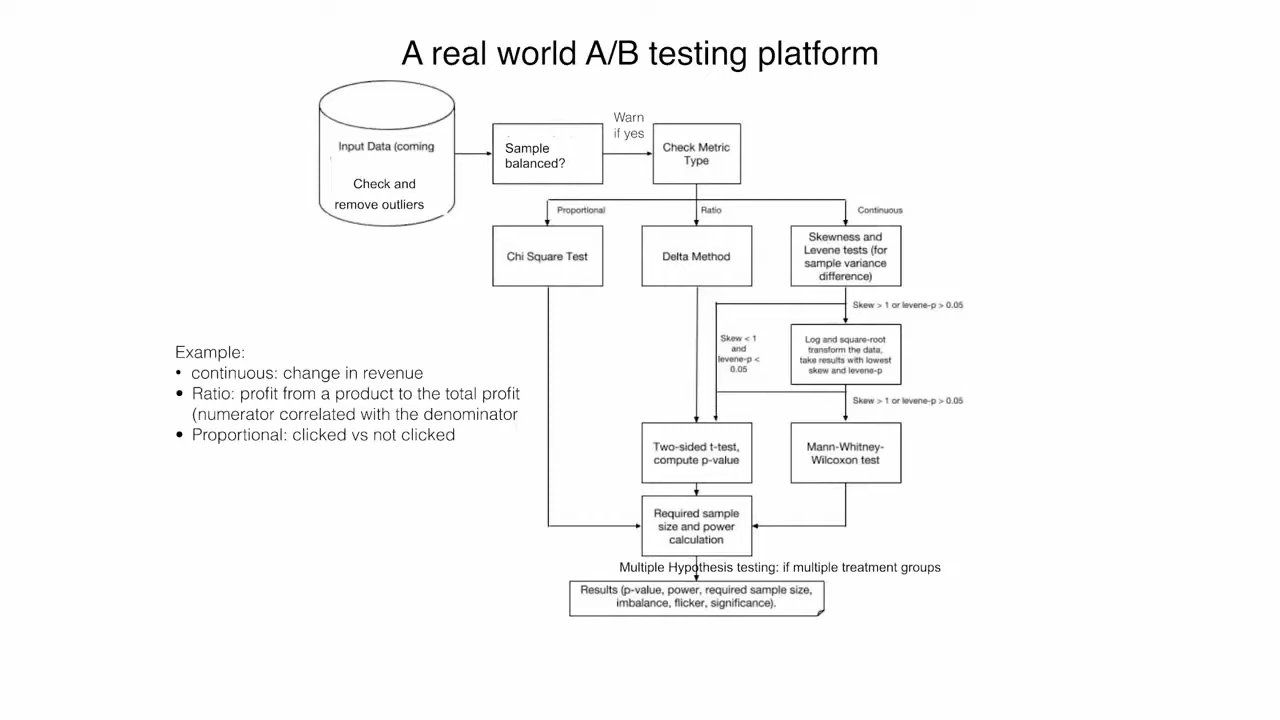 A real world A/B testing platform
Input Data (coming
Check and
remove outliers
Sample
balanced?
Warn
if yes
Check Metric
Type
Proportional
Ratio
Continuous
Chi Square Test
Delta Method
Skewness and
Levene tests (for
sample variance
difference)
Skew > 1 or levene-p > 0.05
Skew < 1
and
levene-p <
0.05
Log and square-root
transform the data,
take results with lowest
skew and levene-p
Skew > 1 or levene-p > 0.05
Example:
• continuous: change in revenue
• Ratio: profit from a product to the total profit
(numerator correlated with the denominator
• Proportional: clicked vs not clicked
Two-sided t-test,
compute p-value
Mann-Whitney-
Wilcoxon test
Required sample
size and power
calculation
Multiple Hypothesis testing: if multiple treatment groups
Results (p-value, power, required sample size,
imbalance, flicker, significance).